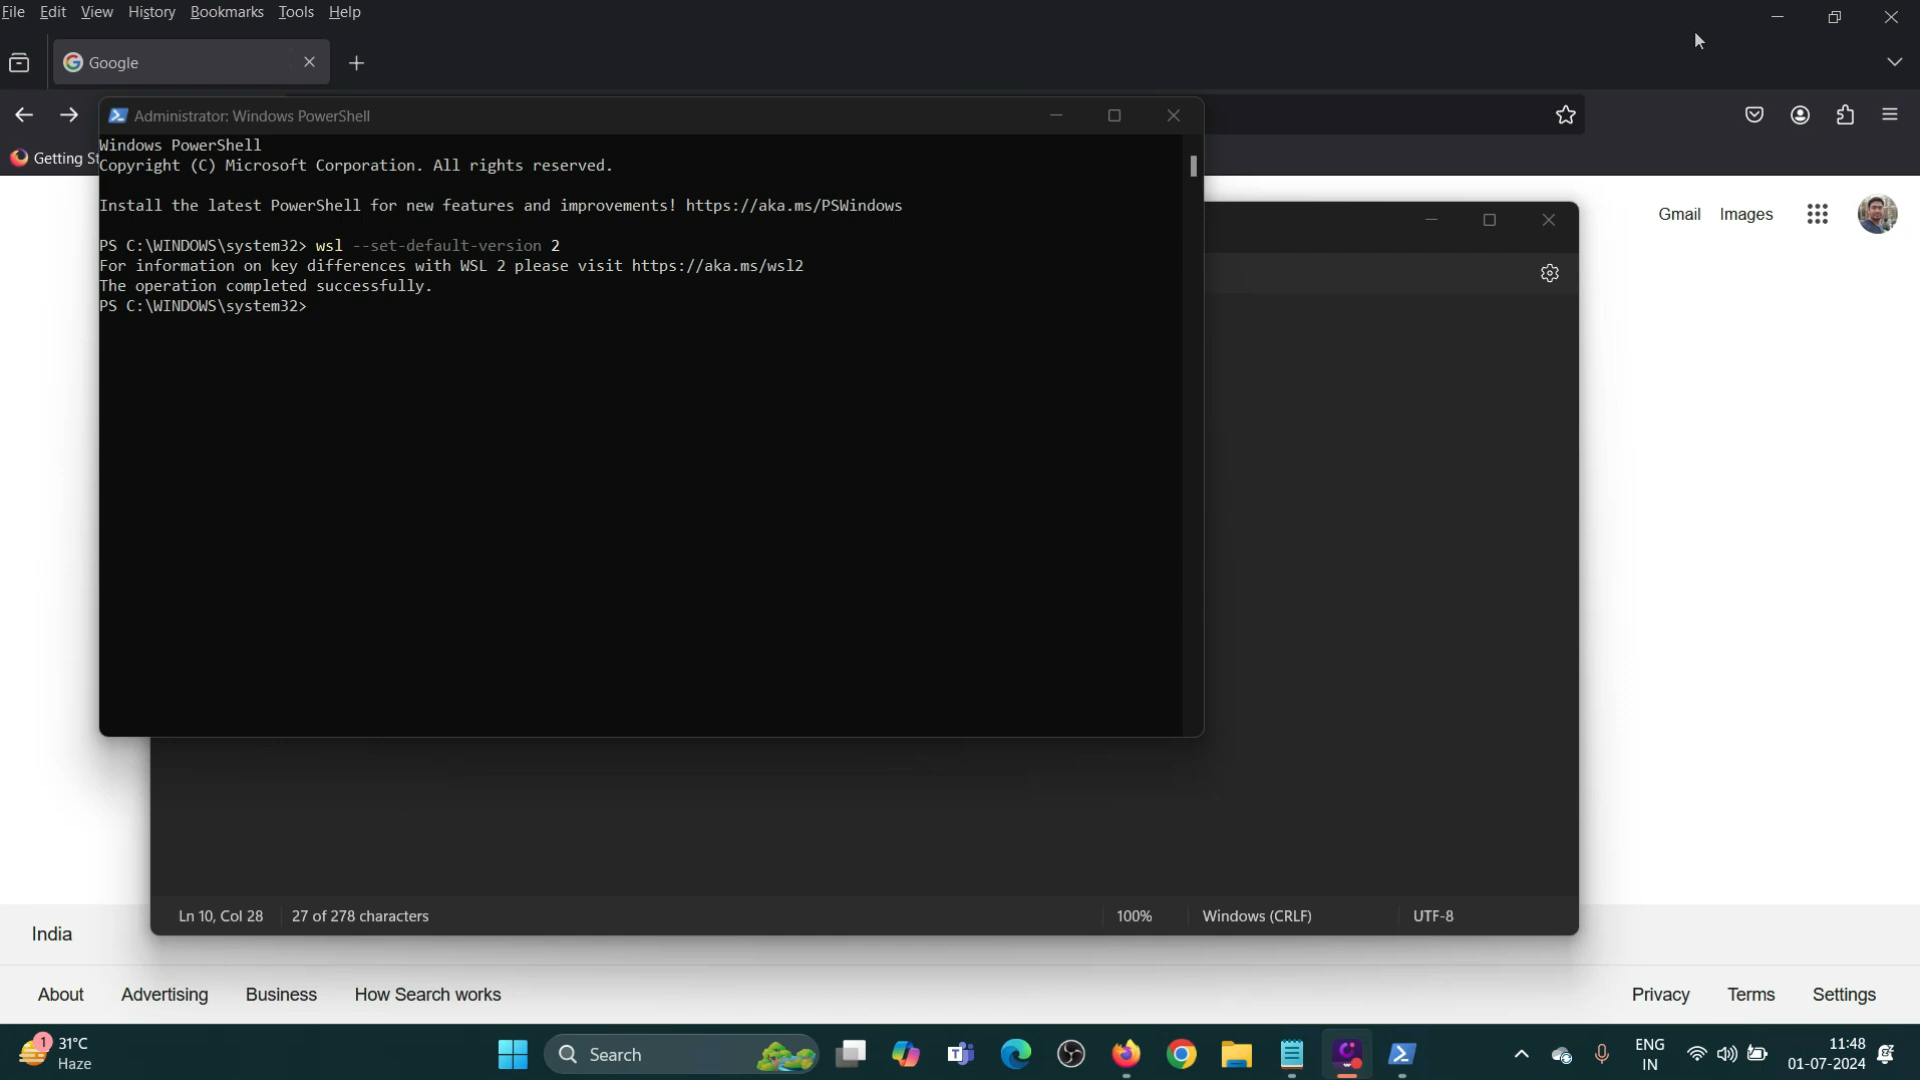 File Edit View History Bookmarks Tools Help
Google
Administrator: Windows PowerShell
Getting St
Windows PowerShell
Copyright (C) Microsoft Corporation. All rights reserved.
Install the latest PowerShell for new features and improvements! https://aka.ms/PSWindows
PS C:\WINDOWS\system32> wsl --set-default-version 2
For information on key differences with WSL 2 please visit https://aka.ms/wsl2
The operation completed successfully.
PS C:\WINDOWS\system32>
Gmail Images
Ln 10, Col 28 27 of 278 characters 100% Windows (CRLF) UTF-8
India
About Advertising Business How Search works Privacy Terms Settings
1 31°C
Haze
Search
ENG
IN
11:48
01-07-2024